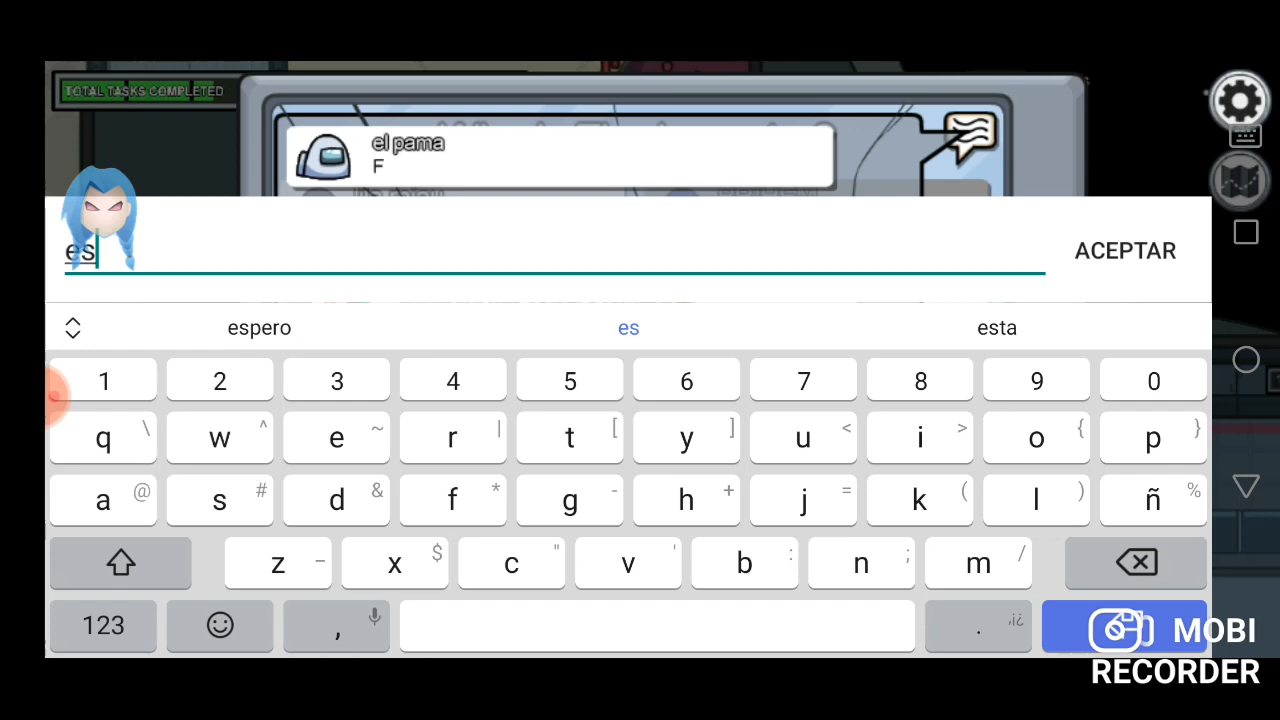 TOTAL TASKS COMPLETED
el pama
F
es
ACEPTAR
espero es esta
1 2 3 4 5 6 7 8 9 0
q \ w ^ e ~ r | t [ y ] u < i > o { p }
a @ s # d & f * g - h + j = k ( l ) ñ %
z _ x $ c " v ' b : n ; m /
123 , . ,¡¿
MOBI
RECORDER